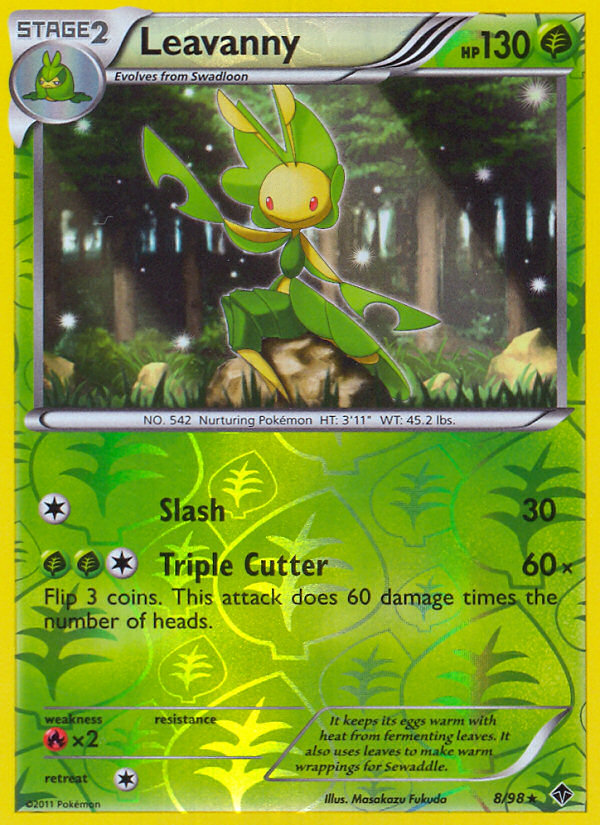 STAGE2
Leavanny
HP130
Evolves from Swadloon
NO. 542 Nurturing Pokémon HT: 3'11" WT: 45.2 lbs.
Slash 30
Triple Cutter 60×
Flip 3 coins. This attack does 60 damage times the
number of heads.
weakness
×2
resistance
retreat
It keeps its eggs warm with
heat from fermenting leaves. It
also uses leaves to make warm
wrappings for Sewaddle.
©2011 Pokémon
Illus. Masakazu Fukuda
8/98★